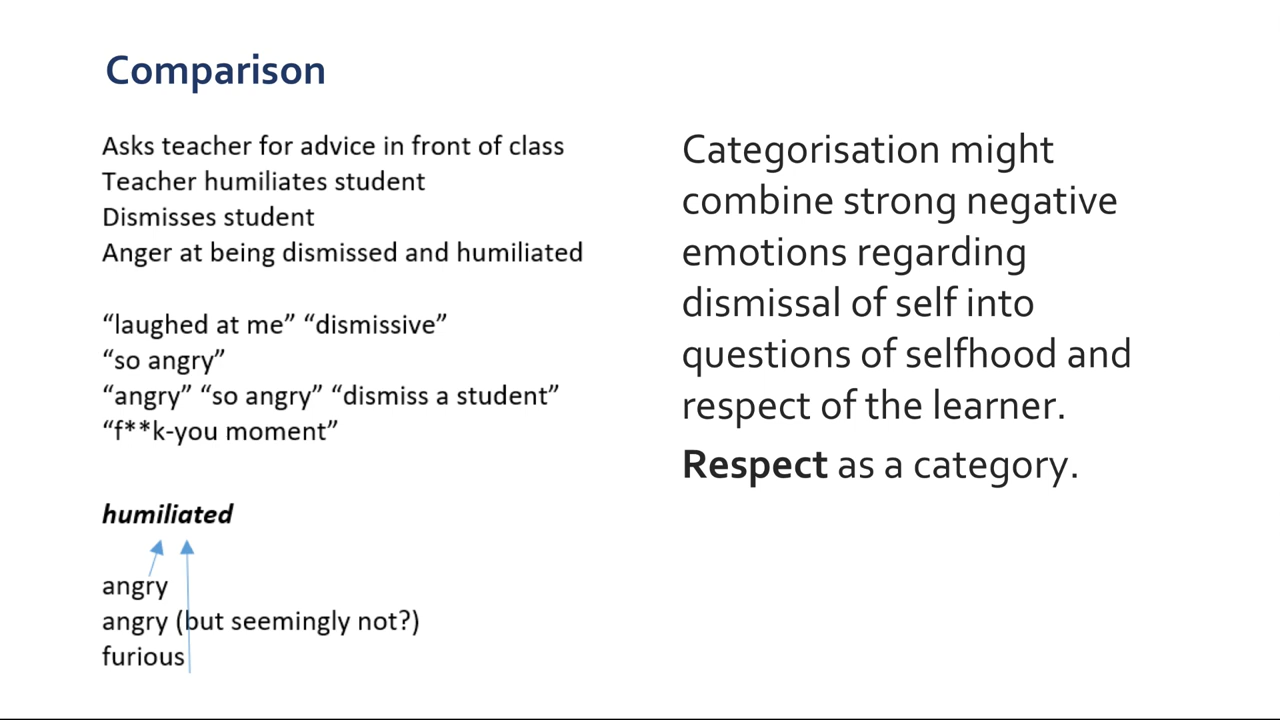 Comparison
Asks teacher for advice in front of class
Teacher humiliates student
Dismisses student
Anger at being dismissed and humiliated
“laughed at me” “dismissive”
“so angry”
“angry” “so angry” “dismiss a student”
“f**k-you moment”
humiliated
angry
angry (but seemingly not?)
furious
Categorisation might
combine strong negative
emotions regarding
dismissal of self into
questions of selfhood and
respect of the learner.
Respect as a category.